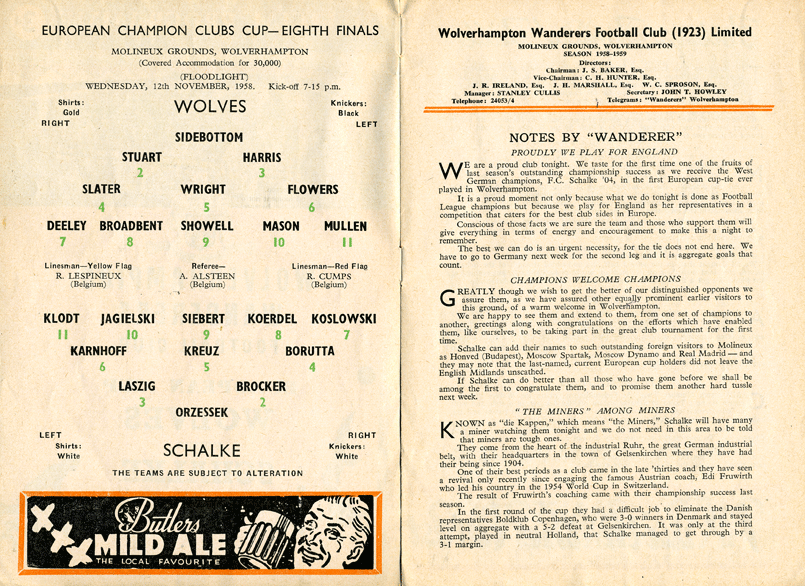 EUROPEAN CHAMPION CLUBS CUP—EIGHTH FINALS
MOLINEUX GROUNDS, WOLVERHAMPTON
(Covered Accommodation for 30,000)
(FLOODLIGHT)
WEDNESDAY, 12th NOVEMBER, 1958. Kick-off 7-15 p.m.
Shirts: Gold
WOLVES
Knickers: Black
RIGHT
LEFT
SIDEBOTTOM
STUART HARRIS
2 3
SLATER WRIGHT FLOWERS
4 5 6
DEELEY BROADBENT SHOWELL MASON MULLEN
7 8 9 10 11
Linesman—Yellow Flag Referee— Linesman—Red Flag
R. LESPINEUX A. ALSTEEN R. CUMPS
(Belgium) (Belgium) (Belgium)
KLODT JAGIELSKI SIEBERT KOERDEL KOSLOWSKI
11 10 9 8 7
KARNHOFF KREUZ BORUTTA
6 5 4
LASZIG BROCKER
3 2
ORZESSEK
LEFT
RIGHT
Shirts: White
SCHALKE
Knickers: White
THE TEAMS ARE SUBJECT TO ALTERATION
XXX
Butlers
MILD ALE
THE LOCAL FAVOURITE
Wolverhampton Wanderers Football Club (1923) Limited
MOLINEUX GROUNDS, WOLVERHAMPTON
SEASON 1958-1959
Directors:
Chairman: J. S. BAKER, Esq.
Vice-Chairman: C. H. HUNTER, Esq.
J. R. IRELAND, Esq. J. H. MARSHALL, Esq. W. C. SPROSON, Esq.
Manager: STANLEY CULLIS Secretary: JOHN T. HOWLEY
Telephone: 24053/4 Telegrams: "Wanderers" Wolverhampton
NOTES BY "WANDERER"
PROUDLY WE PLAY FOR ENGLAND
WE are a proud club tonight. We taste for the first time one of the fruits of
last season's outstanding championship success as we receive the West
German champions, F.C. Schalke '04, in the first European cup-tie ever
played in Wolverhampton.
It is a proud moment not only because what we do tonight is done as Football
League champions but because we play for England as her representatives in a
competition that caters for the best club sides in Europe.
Conscious of those facts we are sure the team and those who support them will
give everything in terms of energy and encouragement to make this a night to
remember.
The best we can do is an urgent necessity, for the tie does not end here. We
have to go to Germany next week for the second leg and it is aggregate goals that
count.
CHAMPIONS WELCOME CHAMPIONS
GREATLY though we wish to get the better of our distinguished opponents we
assure them, as we have assured other equally prominent earlier visitors to
this ground, of a warm welcome in Wolverhampton.
We are happy to see them and extend to them, from one set of champions to
another, greetings along with congratulations on the efforts which have enabled
them, like ourselves, to be taking part in the great club tournament for the first
time.
Schalke can add their names to such outstanding foreign visitors to Molineux
as Honved (Budapest), Moscow Spartak, Moscow Dynamo and Real Madrid — and
they may note that the last-named, current European cup holders did not leave the
English Midlands unscathed.
If Schalke can do better than all those who have gone before we shall be
among the first to congratulate them, and to promise them another hard tussle
next week.
"THE MINERS" AMONG MINERS
KNOWN as "die Kappen," which means "the Miners," Schalke will have many
a miner watching them tonight and we do not need in this area to be told
that miners are tough ones.
They come from the heart of the industrial Ruhr, the great German industrial
belt, with their headquarters in the town of Gelsenkirchen where they have had
their being since 1904.
One of their best periods as a club came in the late 'thirties and they have seen
a revival only recently since engaging the famous Austrian coach, Edi Fruwirth
who led his country in the 1954 World Cup in Switzerland.
The result of Fruwirth's coaching came with their championship success last
season.
In the first round of the cup they had a difficult job to eliminate the Danish
representatives Boldklub Copenhagen, who were 3-0 winners in Denmark and stayed
level on aggregate with a 5-2 defeat at Gelsenkirchen. It was only at the third
attempt, played in neutral Holland, that Schalke managed to get through by a
3-1 margin.